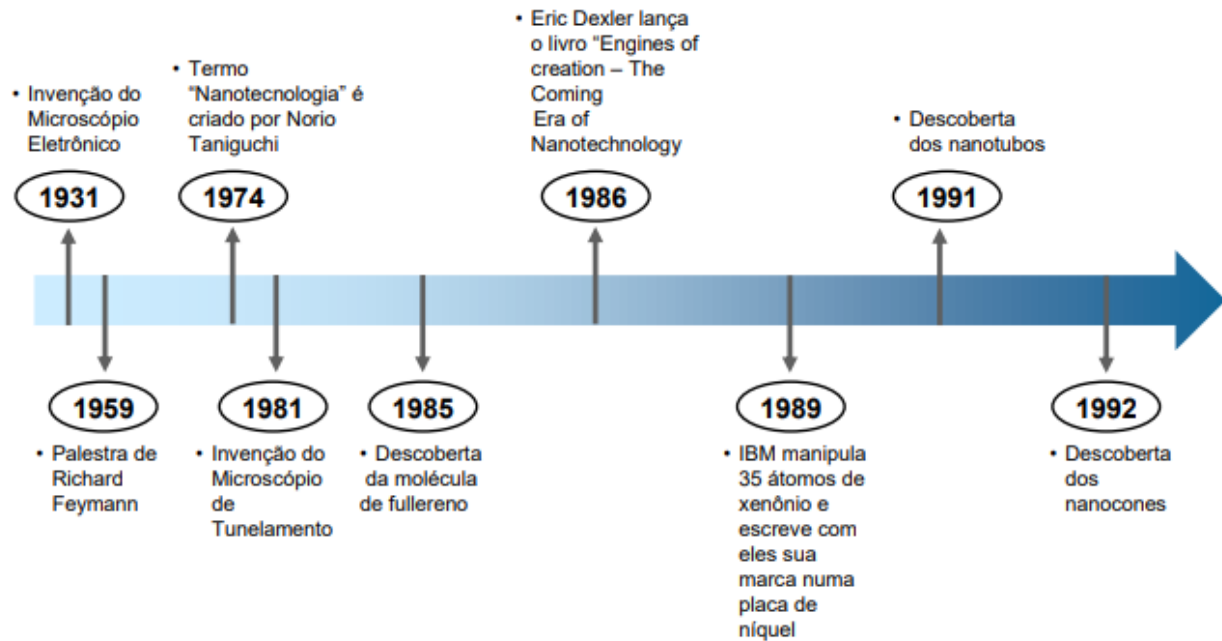 • Invenção do
Microscópio
Eletrônico
1931
• Termo
“Nanotecnologia” é
criado por Norio
Taniguchi
1974
• Eric Dexler lança
o livro “Engines of
creation – The
Coming
Era of
Nanotechnology
1986
• Descoberta
dos nanotubos
1991
1959
• Palestra de
Richard
Feymann
1981
• Invenção do
Microscópio
de
Tunelamento
1985
• Descoberta
da molécula
de fullereno
1989
• IBM manipula
35 átomos de
xenônio e
escreve com
eles sua
marca numa
placa de
níquel
1992
• Descoberta
dos
nanocones